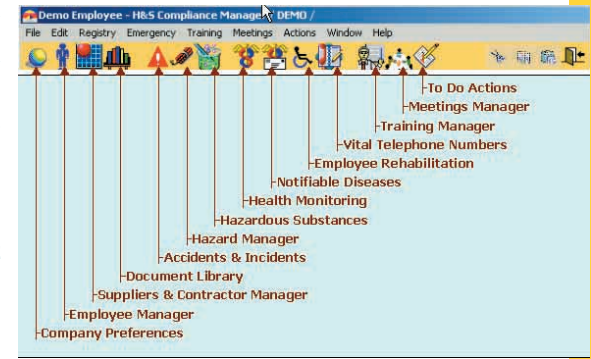 Demo Employee - H&S Compliance Manager DEMO /
File Edit Registry Emergency Training Meetings Actions Window Help
To Do Actions
Meetings Manager
Training Manager
Vital Telephone Numbers
Employee Rehabilitation
Notifiable Diseases
Health Monitoring
Hazardous Substances
Hazard Manager
Accidents & Incidents
Document Library
Suppliers & Contractor Manager
Employee Manager
Company Preferences